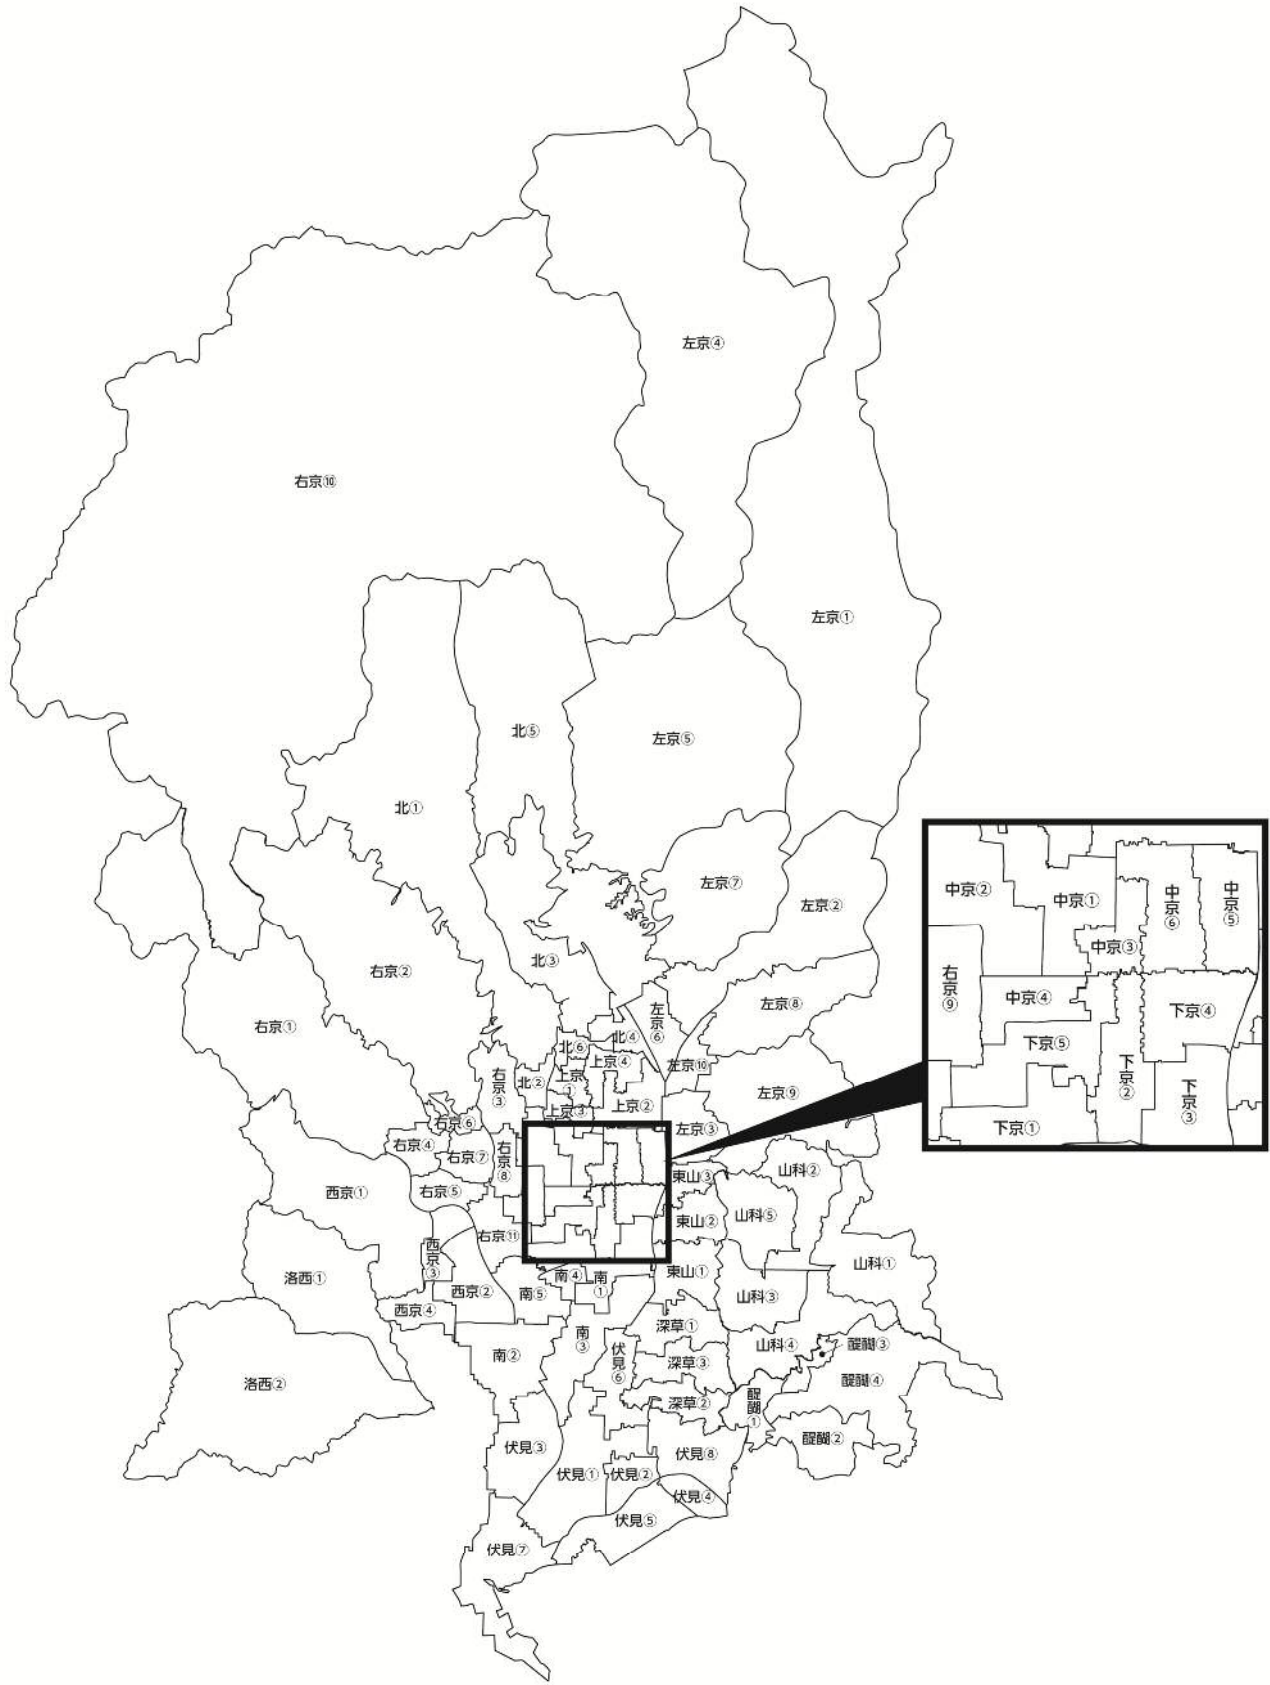 左京④
右京⑩
左京①
北⑤
左京⑤
北①
左京⑦
左京②
北③
右京②
左京⑧
右京①
左京⑥
北④
北⑥
上京④
左京⑩
右京③
北②
上京①
左京⑨
上京③
上京②
右京⑥
左京③
右京④
右京⑦
右京⑧
東山③
山科②
西京①
右京⑤
東山②
山科⑤
右京⑪
西京③
洛西①
西京②
南⑤
南④
南①
東山①
山科③
山科①
西京④
深草①
南③
伏見⑥
山科④
醍醐③
南②
深草③
洛西②
醍醐④
深草②
醍醐①
醍醐②
伏見③
伏見⑧
伏見①
伏見②
伏見④
伏見⑤
伏見⑦
中京②
中京①
中京⑥
中京⑤
中京③
右京⑨
中京④
下京④
下京⑤
下京②
下京③
下京①